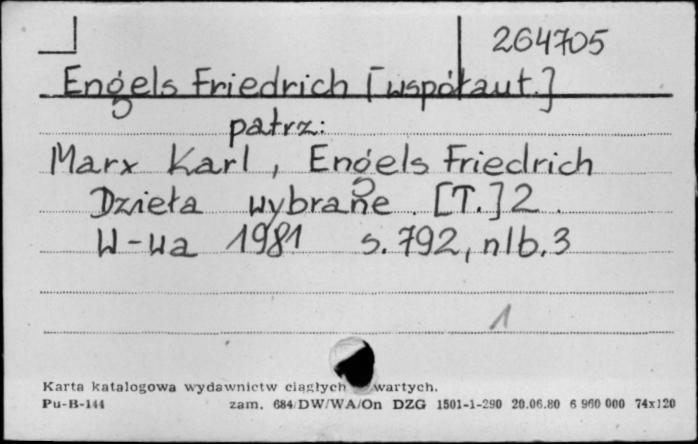 264705
Engels Friedrich [współaut.]
patrz:
Marx Karl, Engels Friedrich
Dzieła wybrane. [T.] 2.
W-wa 1981 s. 792, nlb. 3
1
Karta katalogowa wydawnictw ciągłych wartych.
Pu-B-144 zam. 684/DW/WA/On DZG 1501-1-290 20.06.80 6 960 000 74x120